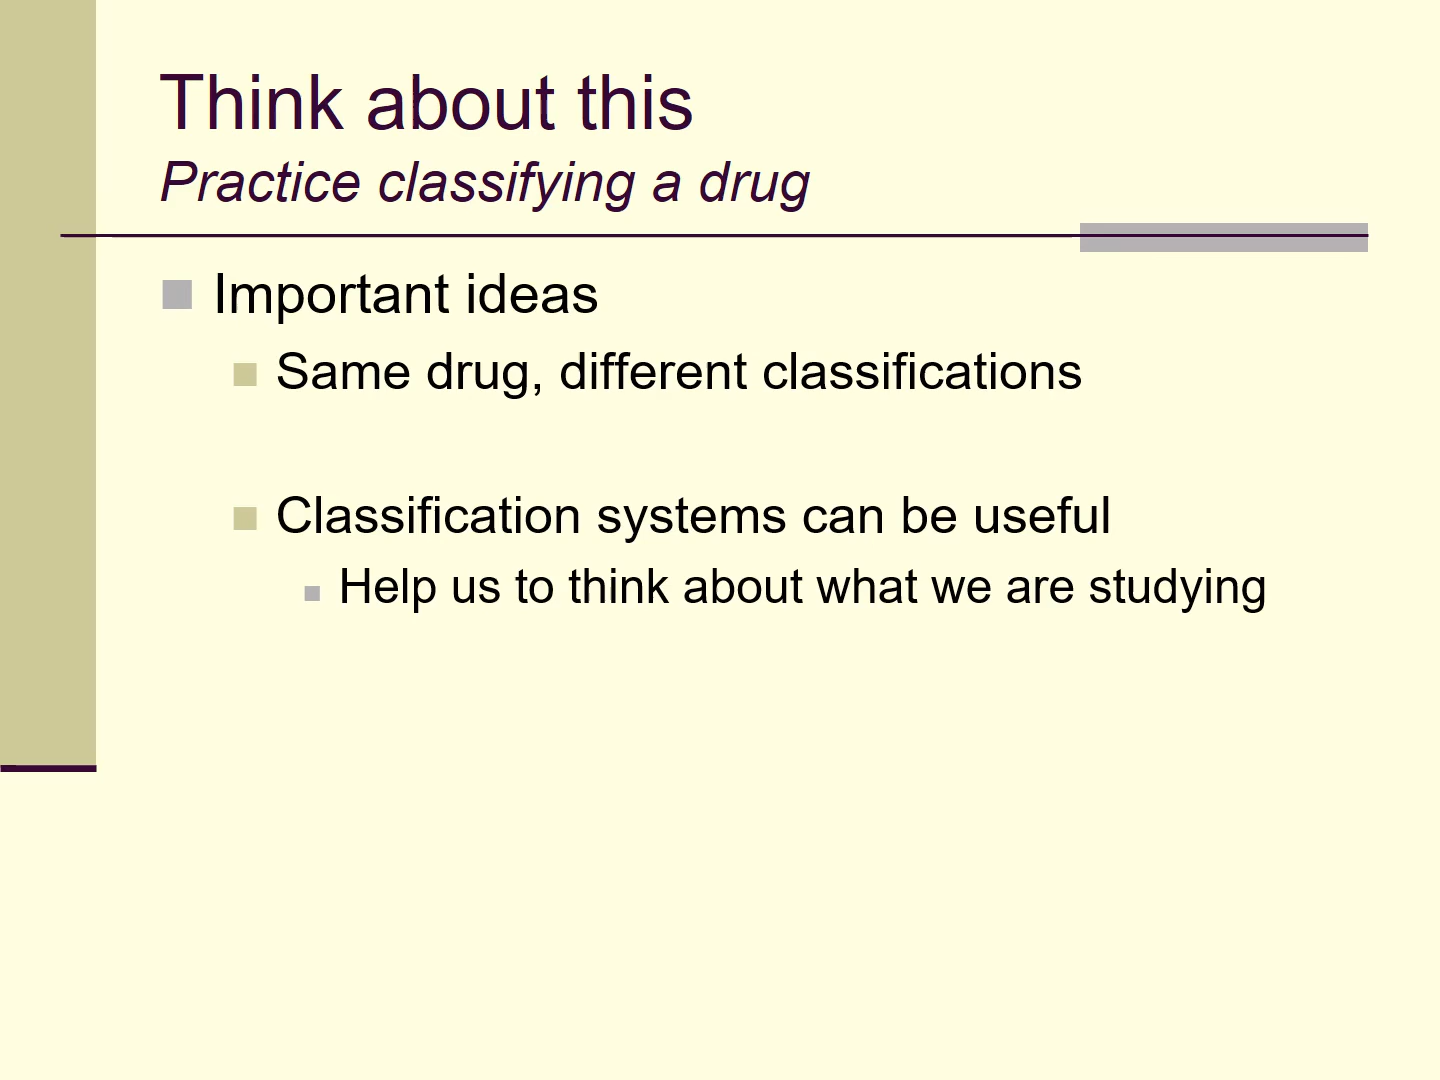 Think about this
Practice classifying a drug
Important ideas
Same drug, different classifications
Classification systems can be useful
Help us to think about what we are studying